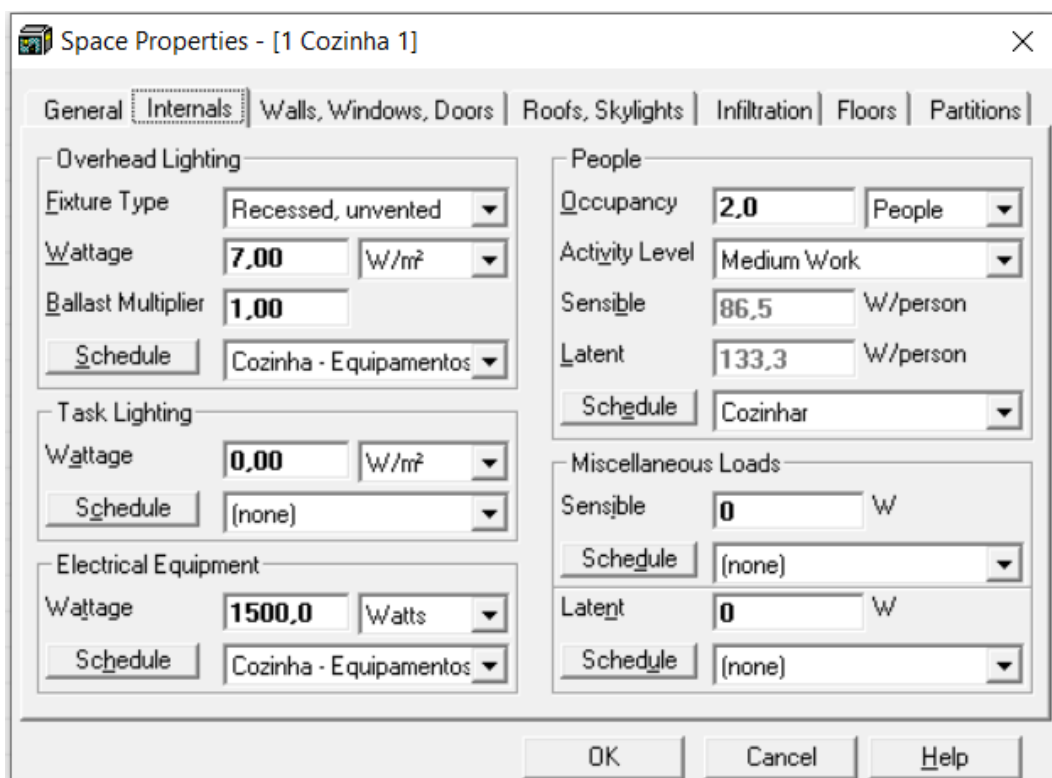 Space Properties - [1 Cozinha 1]
General Internals Walls, Windows, Doors Roofs, Skylights Infiltration Floors Partitions
Overhead Lighting
Fixture Type Recessed, unvented
Wattage 7,00 W/m²
Ballast Multiplier 1,00
Schedule Cozinha - Equipamentos
Task Lighting
Wattage 0,00 W/m²
Schedule (none)
Electrical Equipment
Wattage 1500,0 Watts
Schedule Cozinha - Equipamentos
People
Occupancy 2,0 People
Activity Level Medium Work
Sensible 86,5 W/person
Latent 133,3 W/person
Schedule Cozinhar
Miscellaneous Loads
Sensible 0 W
Schedule (none)
Latent 0 W
Schedule (none)
OK Cancel Help